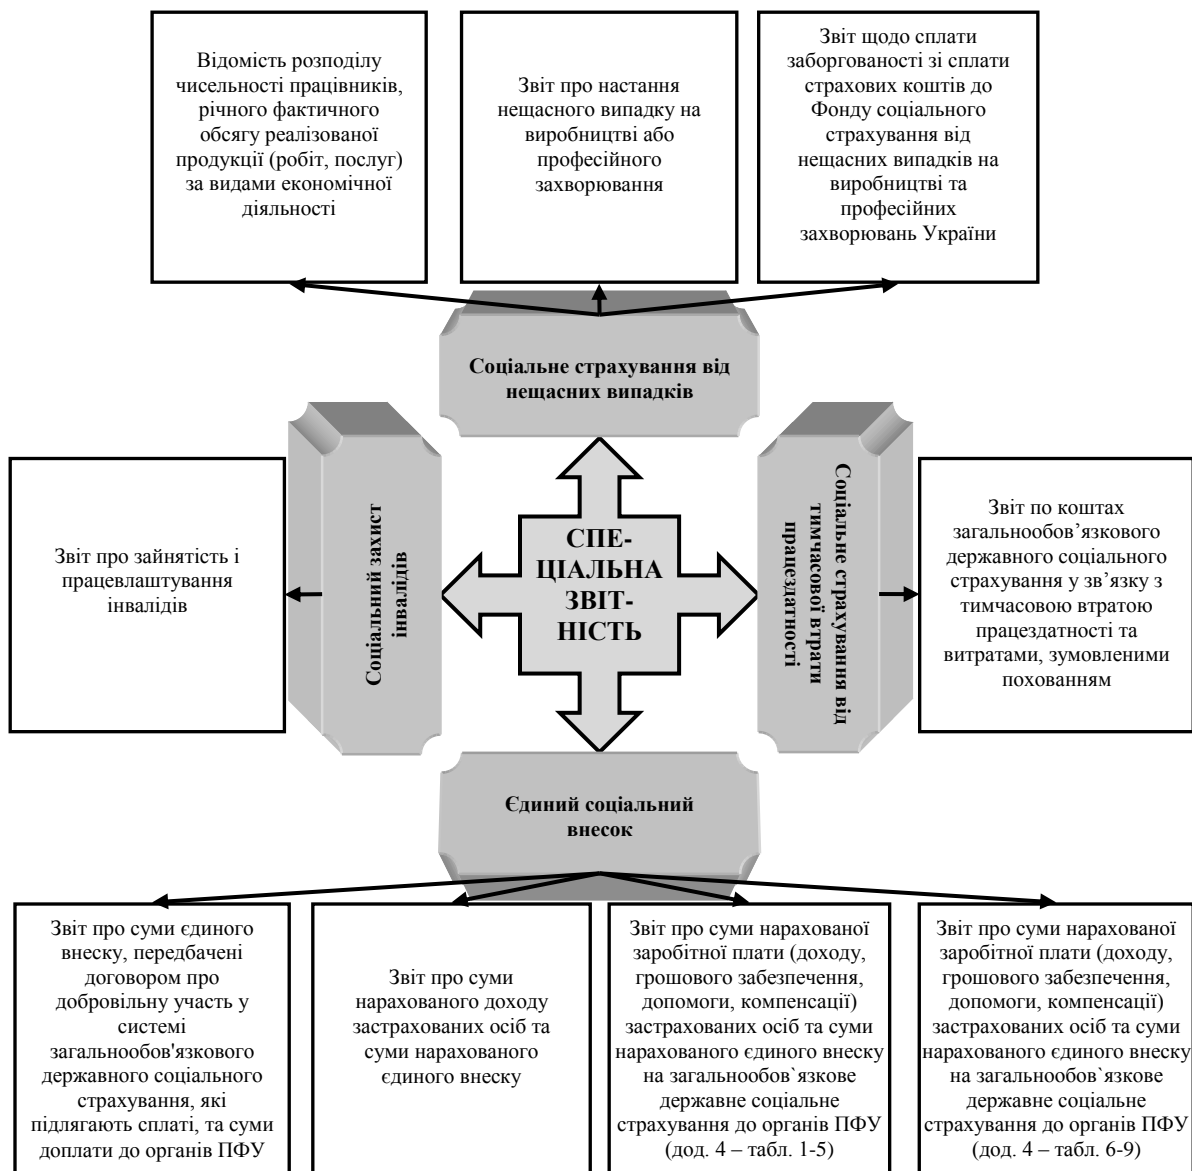 Відомість розподілу
чисельності працівників,
річного фактичного
обсягу реалізованої
продукції (робіт, послуг)
за видами економічної
діяльності
Звіт про настання
нещасного випадку на
виробництві або
професійного
захворювання
Звіт щодо сплати
заборгованості зі сплати
страхових коштів до
Фонду соціального
страхування від
нещасних випадків на
виробництві та
професійних
захворювань України
Соціальне страхування від
нещасних випадків
Звіт про зайнятість і
працевлаштування
інвалідів
Соціальний захист
інвалідів
СПЕ-
ЦІАЛЬНА
ЗВІТ-
НІСТЬ
Соціальне страхування від
тимчасової втрати
працездатності
Звіт по коштах
загальнообов’язкового
державного соціального
страхування у зв’язку з
тимчасовою втратою
працездатності та
витратами, зумовленими
похованням
Єдиний соціальний
внесок
Звіт про суми єдиного
внеску, передбачені
договором про
добровільну участь у
системі
загальнообов'язкового
державного соціального
страхування, які
підлягають сплаті, та суми
доплати до органів ПФУ
Звіт про суми
нарахованого доходу
застрахованих осіб та
суми нарахованого
єдиного внеску
Звіт про суми нарахованої
заробітної плати (доходу,
грошового забезпечення,
допомоги, компенсації)
застрахованих осіб та суми
нарахованого єдиного внеску
на загальнообов`язкове
державне соціальне
страхування до органів ПФУ
(дод. 4 – табл. 1-5)
Звіт про суми нарахованої
заробітної плати (доходу,
грошового забезпечення,
допомоги, компенсації)
застрахованих осіб та суми
нарахованого єдиного внеску
на загальнообов`язкове
державне соціальне
страхування до органів ПФУ
(дод. 4 – табл. 6-9)